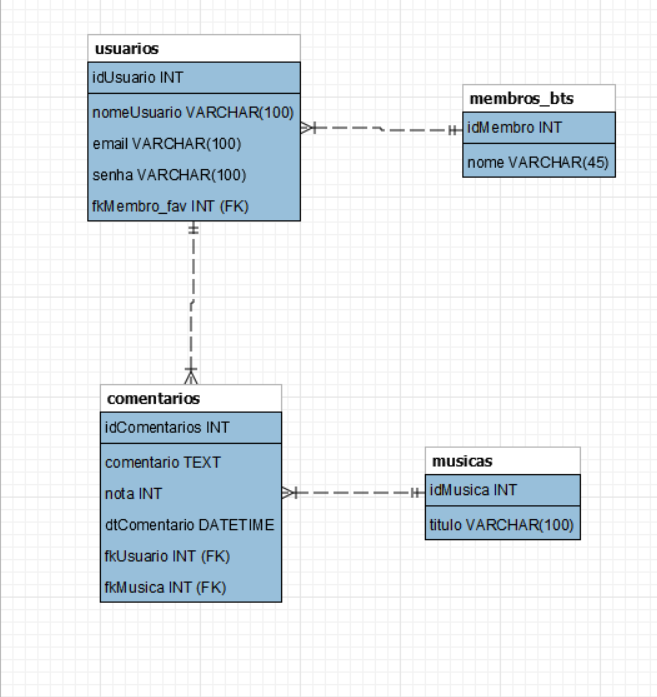 usuarios
idUsuario INT
nomeUsuario VARCHAR(100)
email VARCHAR(100)
senha VARCHAR(100)
fkMembro_fav INT (FK)
membros_bts
idMembro INT
nome VARCHAR(45)
comentarios
idComentarios INT
comentario TEXT
nota INT
dtComentario DATETIME
fkUsuario INT (FK)
fkMusica INT (FK)
musicas
idMusica INT
titulo VARCHAR(100)